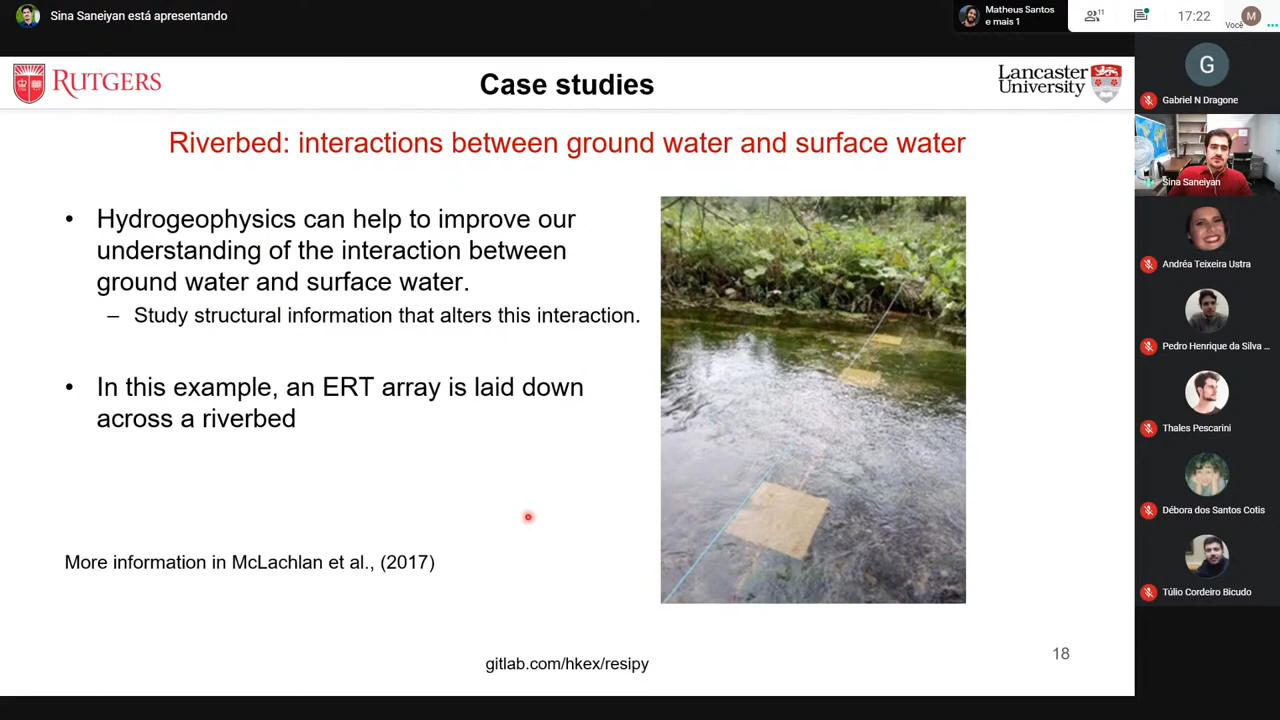 Sina Saneiyan está apresentando
Matheus Santos
e mais 1
11
17:22
Você
M
RUTGERS
Case studies
Lancaster
University
Riverbed: interactions between ground water and surface water
• Hydrogeophysics can help to improve our
understanding of the interaction between
ground water and surface water.
– Study structural information that alters this interaction.
• In this example, an ERT array is laid down
across a riverbed
More information in McLachlan et al., (2017)
gitlab.com/hkex/resipy
18
G
Gabriel N Dragone
Sina Saneiyan
Andréa Teixeira Ustra
Pedro Henrique da Silva ...
Thales Pescarini
Débora dos Santos Cotis
Túlio Cordeiro Bicudo